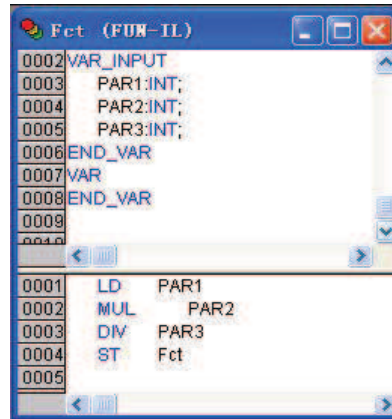 Fct (FUN-IL)
0002 VAR_INPUT
0003 PAR1:INT;
0004 PAR2:INT;
0005 PAR3:INT;
0006 END_VAR
0007 VAR
0008 END_VAR
0009
0010
0001 LD PAR1
0002 MUL PAR2
0003 DIV PAR3
0004 ST Fct
0005